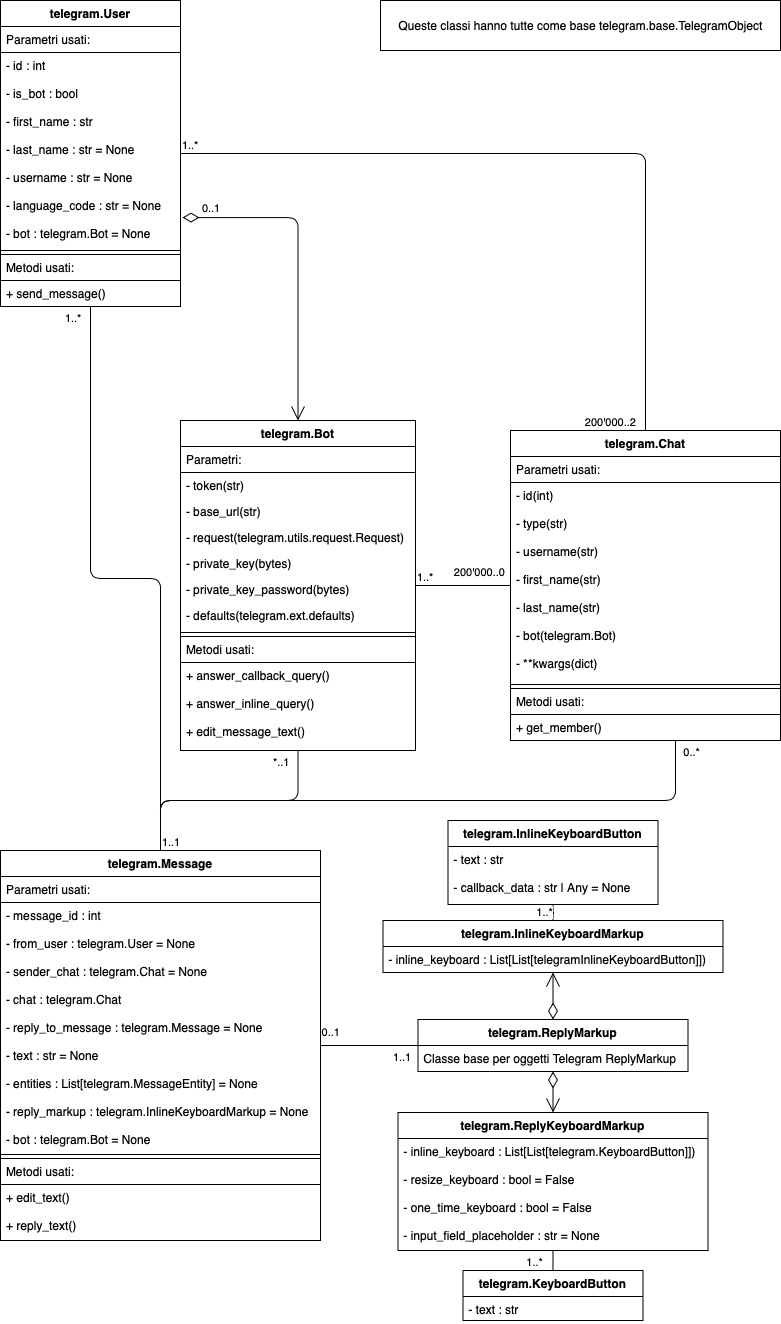 telegram.User
Parametri usati:
- id : int
- is_bot : bool
- first_name : str
- last_name : str = None
- username : str = None
- language_code : str = None
- bot : telegram.Bot = None
Metodi usati:
+ send_message()
Queste classi hanno tutte come base telegram.base.TelegramObject
1..*
0..1
1..*
200'000..2
telegram.Bot
Parametri:
- token(str)
- base_url(str)
- request(telegram.utils.request.Request)
- private_key(bytes)
- private_key_password(bytes)
- defaults(telegram.ext.defaults)
Metodi usati:
+ answer_callback_query()
+ answer_inline_query()
+ edit_message_text()
1..*
200'000..0
telegram.Chat
Parametri usati:
- id(int)
- type(str)
- username(str)
- first_name(str)
- last_name(str)
- bot(telegram.Bot)
- **kwargs(dict)
Metodi usati:
+ get_member()
*..1
0..*
1..1
telegram.Message
Parametri usati:
- message_id : int
- from_user : telegram.User = None
- sender_chat : telegram.Chat = None
- chat : telegram.Chat
- reply_to_message : telegram.Message = None
- text : str = None
- entities : List[telegram.MessageEntity] = None
- reply_markup : telegram.InlineKeyboardMarkup = None
- bot : telegram.Bot = None
Metodi usati:
+ edit_text()
+ reply_text()
telegram.InlineKeyboardButton
- text : str
- callback_data : str | Any = None
1..*
telegram.InlineKeyboardMarkup
- inline_keyboard : List[List[telegramInlineKeyboardButton]])
0..1
1..1
telegram.ReplyMarkup
Classe base per oggetti Telegram ReplyMarkup
telegram.ReplyKeyboardMarkup
- inline_keyboard : List[List[telegram.KeyboardButton]])
- resize_keyboard : bool = False
- one_time_keyboard : bool = False
- input_field_placeholder : str = None
1..*
telegram.KeyboardButton
- text : str